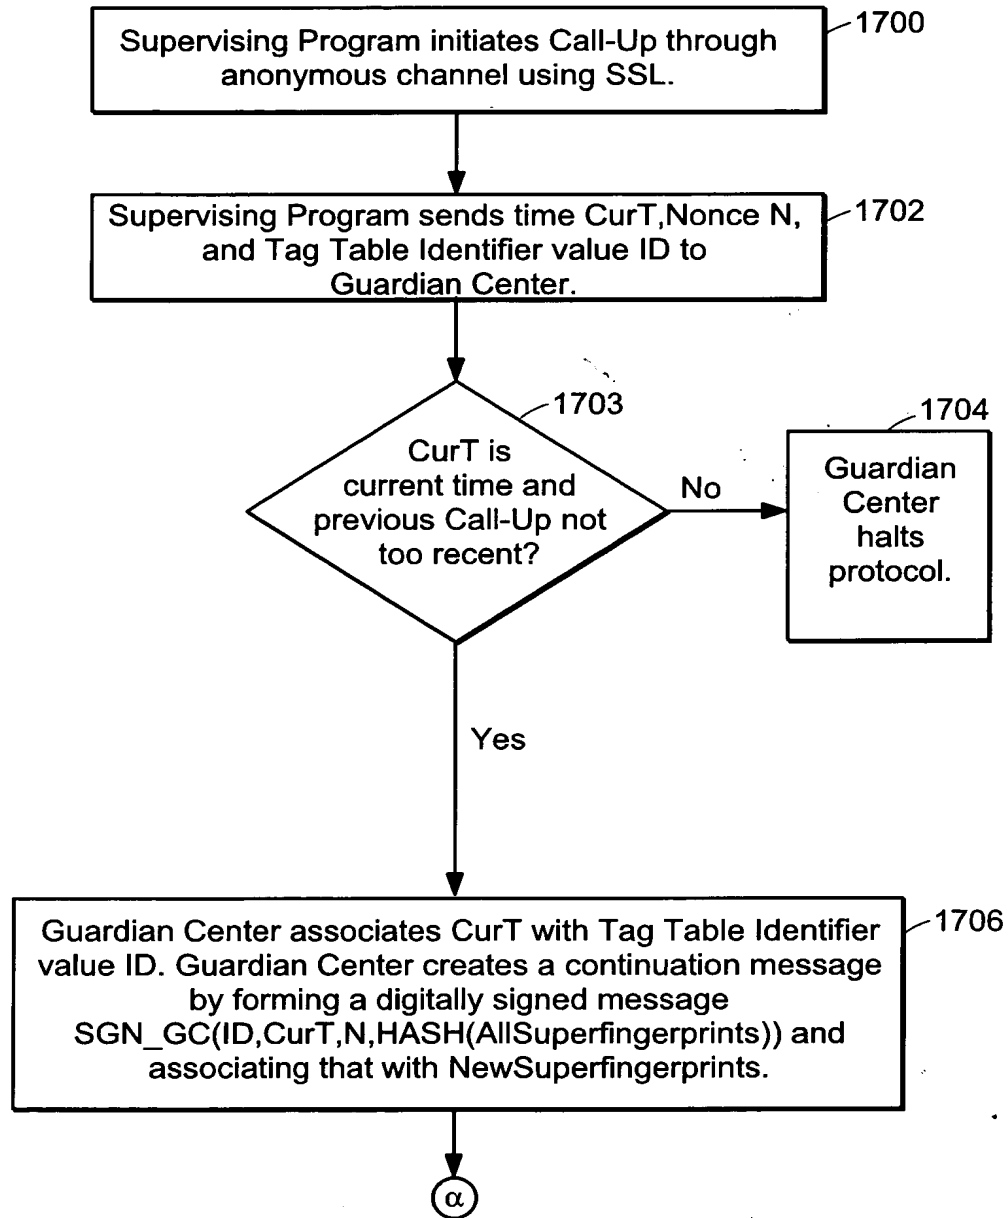 Supervising Program initiates Call-Up through
anonymous channel using SSL.
1700
Supervising Program sends time CurT,Nonce N,
and Tag Table Identifier value ID to
Guardian Center.
1702
1703
CurT is
current time and
previous Call-Up not
too recent?
No
1704
Guardian
Center
halts
protocol.
Yes
Guardian Center associates CurT with Tag Table Identifier
value ID. Guardian Center creates a continuation message
by forming a digitally signed message
SGN_GC(ID,CurT,N,HASH(AllSuperfingerprints)) and
associating that with NewSuperfingerprints.
1706
α